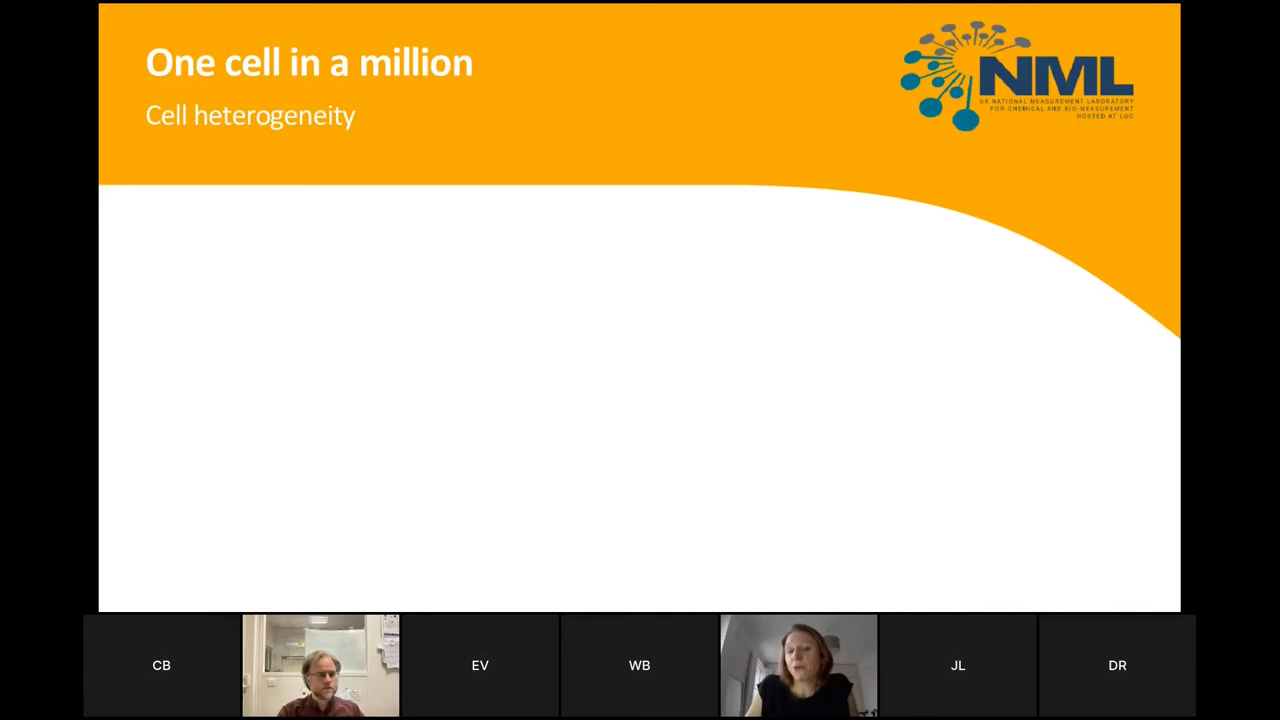 One cell in a million
Cell heterogeneity
NML
UK NATIONAL MEASUREMENT LABORATORY
FOR CHEMICAL AND BIO-MEASUREMENT
HOSTED AT LGC
CB
EV
WB
JL
DR